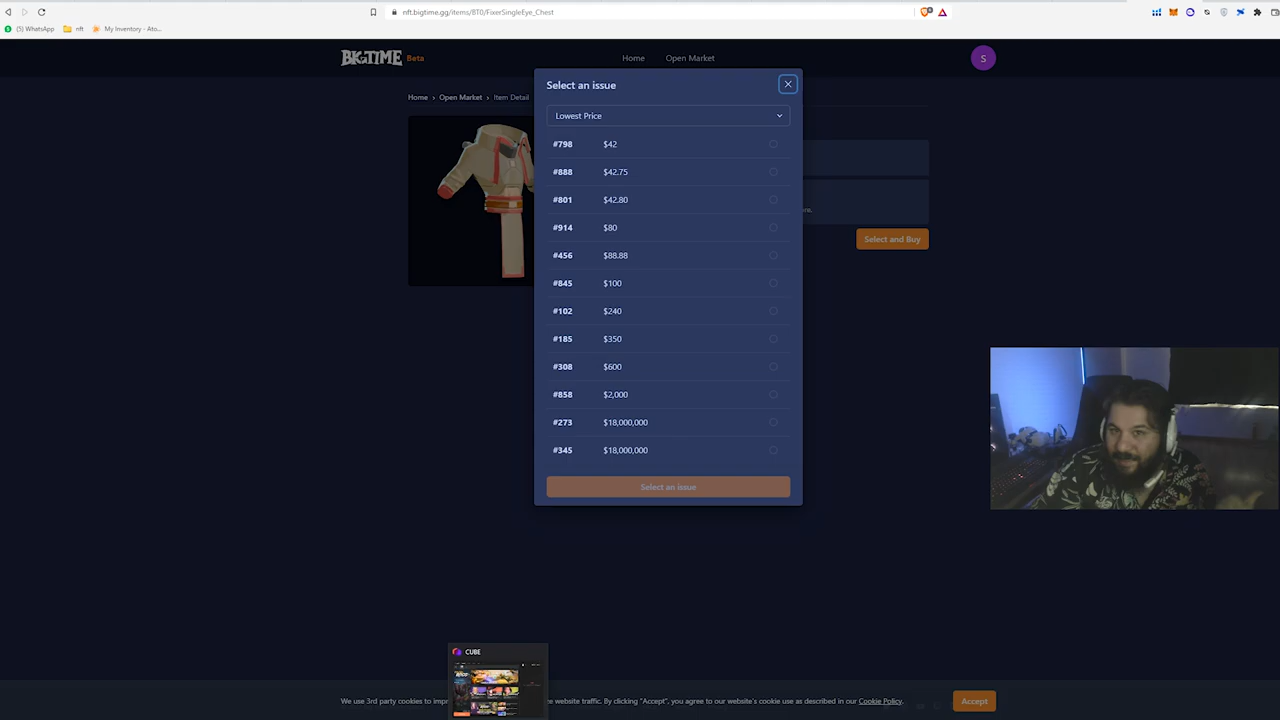 nft.bigtime.gg/items/BT0/FixerSingleEye_Chest
(5) WhatsApp
nft
My Inventory - Ato...
BIGTIME Beta
Home
Open Market
S
Home > Open Market > Item Detail
Select an issue
Lowest Price
#798 $42
#888 $42.75
#801 $42.80
#914 $80
#456 $88.88
#845 $100
#102 $240
#185 $350
#308 $600
#858 $2,000
#273 $18,000,000
#345 $18,000,000
Select an issue
re.
Select and Buy
CUBE
We use 3rd party cookies to impr
te website traffic. By clicking "Accept", you agree to our website's cookie use as described in our Cookie Policy.
Accept